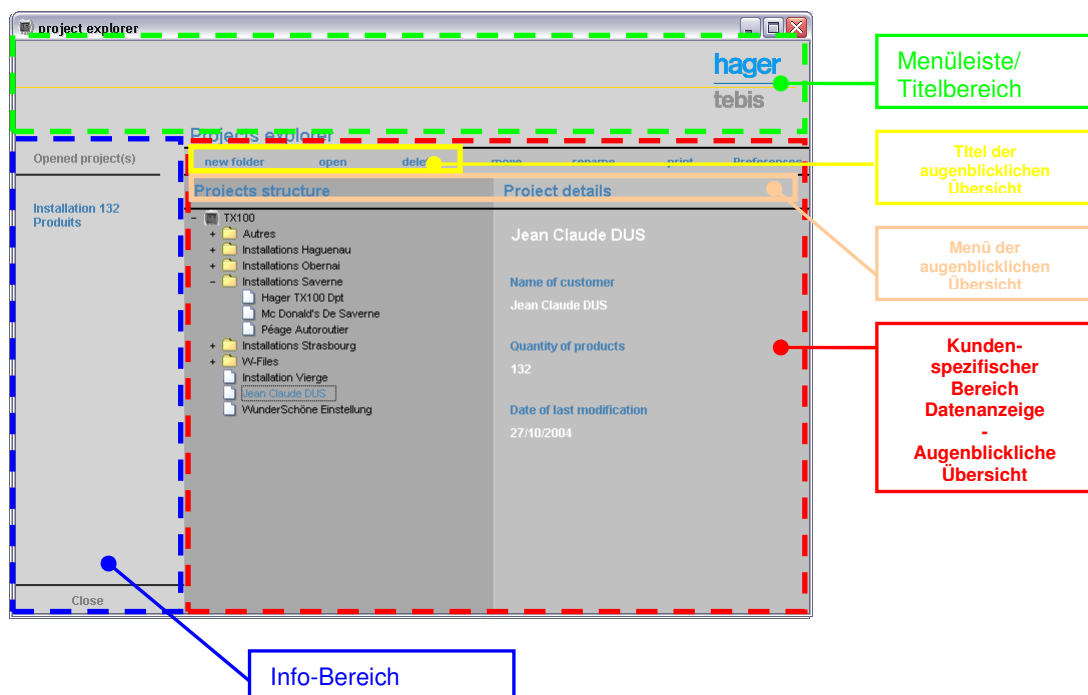 project explorer
hager
tebis
Projects explorer
Opened project(s)
new folder open delete move rename print Preferences
Projects structure
Project details
Installation 132
Produits
TX100
Autres
Installations Haguenau
Installations Obernai
Installations Saverne
Hager TX100 Dpt
Mc Donald's De Saverne
Péage Autoroutier
Installations Strasbourg
W-Files
Installation Vierge
Jean Claude DUS
WunderSchöne Einstellung
Jean Claude DUS
Name of customer
Jean Claude DUS
Quantity of products
132
Date of last modification
27/10/2004
Close
Menüleiste/
Titelbereich
Titel der
augenblicklichen
Übersicht
Menü der
augenblicklichen
Übersicht
Kunden-
spezifischer
Bereich
Datenanzeige
-
Augenblickliche
Übersicht
Info-Bereich